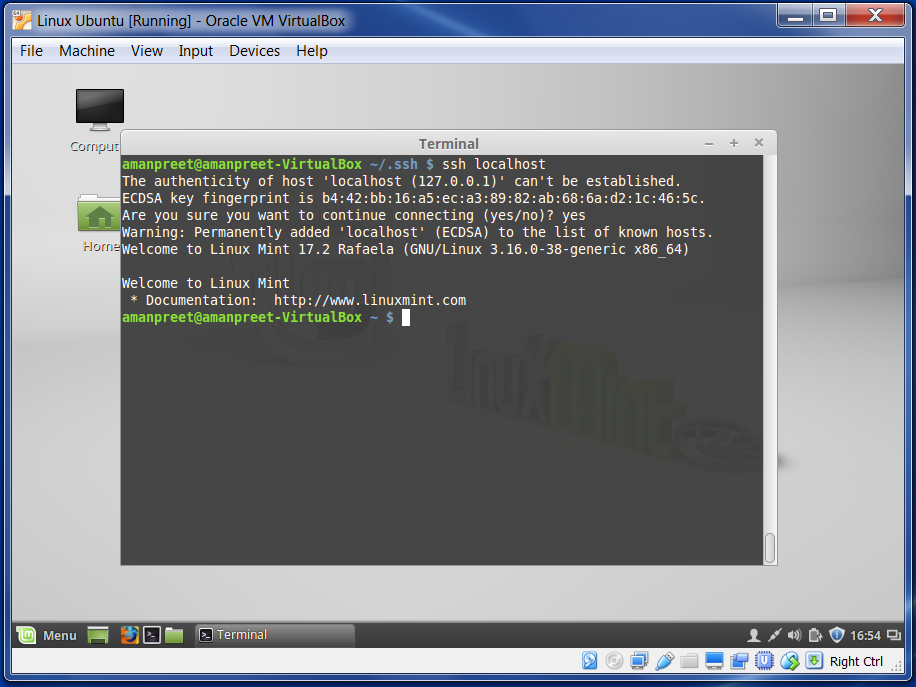 Linux Ubuntu [Running] - Oracle VM VirtualBox
File Machine View Input Devices Help
Comput
Terminal
amanpreet@amanpreet-VirtualBox ~/.ssh $ ssh localhost
The authenticity of host 'localhost (127.0.0.1)' can't be established.
ECDSA key fingerprint is b4:42:bb:16:a5:ec:a3:89:82:ab:68:6a:d2:1c:46:5c.
Are you sure you want to continue connecting (yes/no)? yes
Warning: Permanently added 'localhost' (ECDSA) to the list of known hosts.
Welcome to Linux Mint 17.2 Rafaela (GNU/Linux 3.16.0-38-generic x86_64)
Home
Welcome to Linux Mint
 * Documentation:  http://www.linuxmint.com
amanpreet@amanpreet-VirtualBox ~ $
Linux Mint
Menu Terminal 16:54
Right Ctrl